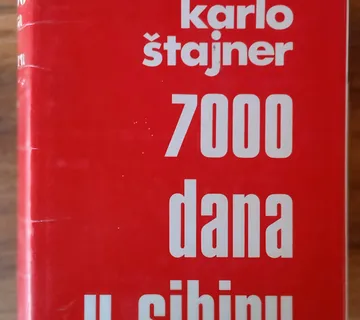 karlo
štajner
7000
dana
u sibiru